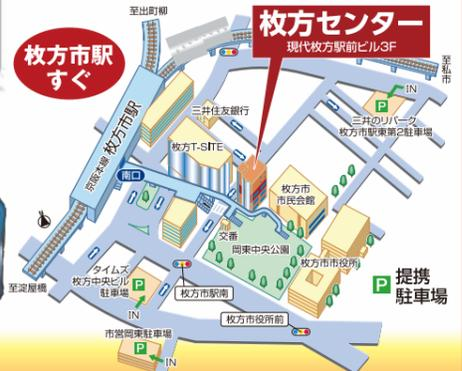 至出町柳
枚方センター
現代枚方駅前ビル3F
枚方市駅
すぐ
至私市
IN
P
三井のリパーク
枚方市駅東第2駐車場
三井住友銀行
枚方T-SITE
京阪本線 枚方市駅
南口
枚方市
市民会館
交番
岡東中央公園
枚方市市役所
至淀屋橋
タイムズ
枚方中央ビル
駐車場
P
IN
枚方市駅南
P 提携
駐車場
枚方市役所前
市営岡東駐車場
P
IN